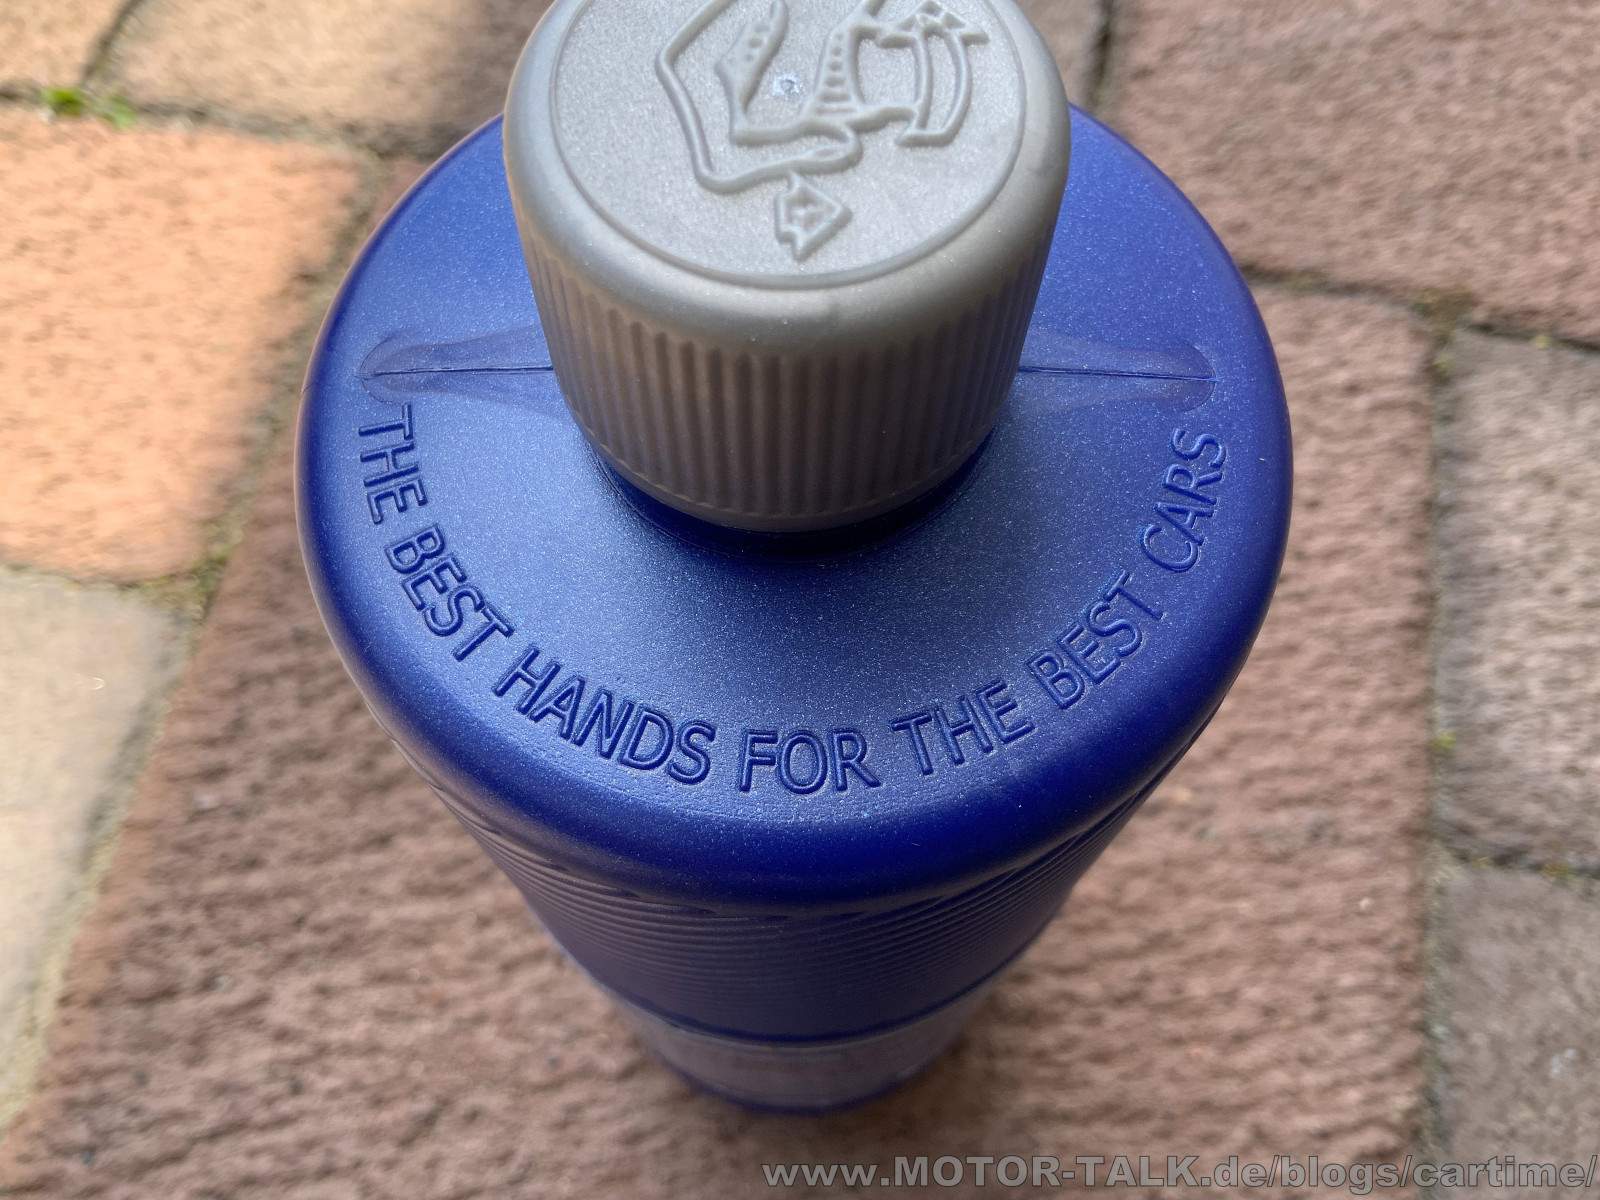 THE BEST HANDS FOR THE BEST CARS
www.MOTOR-TALK.de/blogs/cartime/